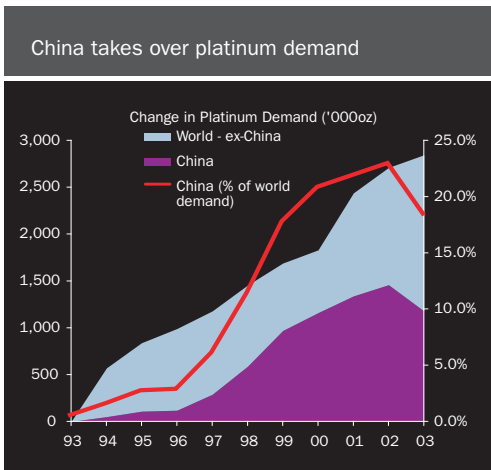 China takes over platinum demand
Change in Platinum Demand ('000oz)
World - ex-China
China
China (% of world
demand)
3,000
2,500
2,000
1,500
1,000
500
0
25.0%
20.0%
15.0%
10.0%
5.0%
0.0%
93 94 95 96 97 98 99 00 01 02 03